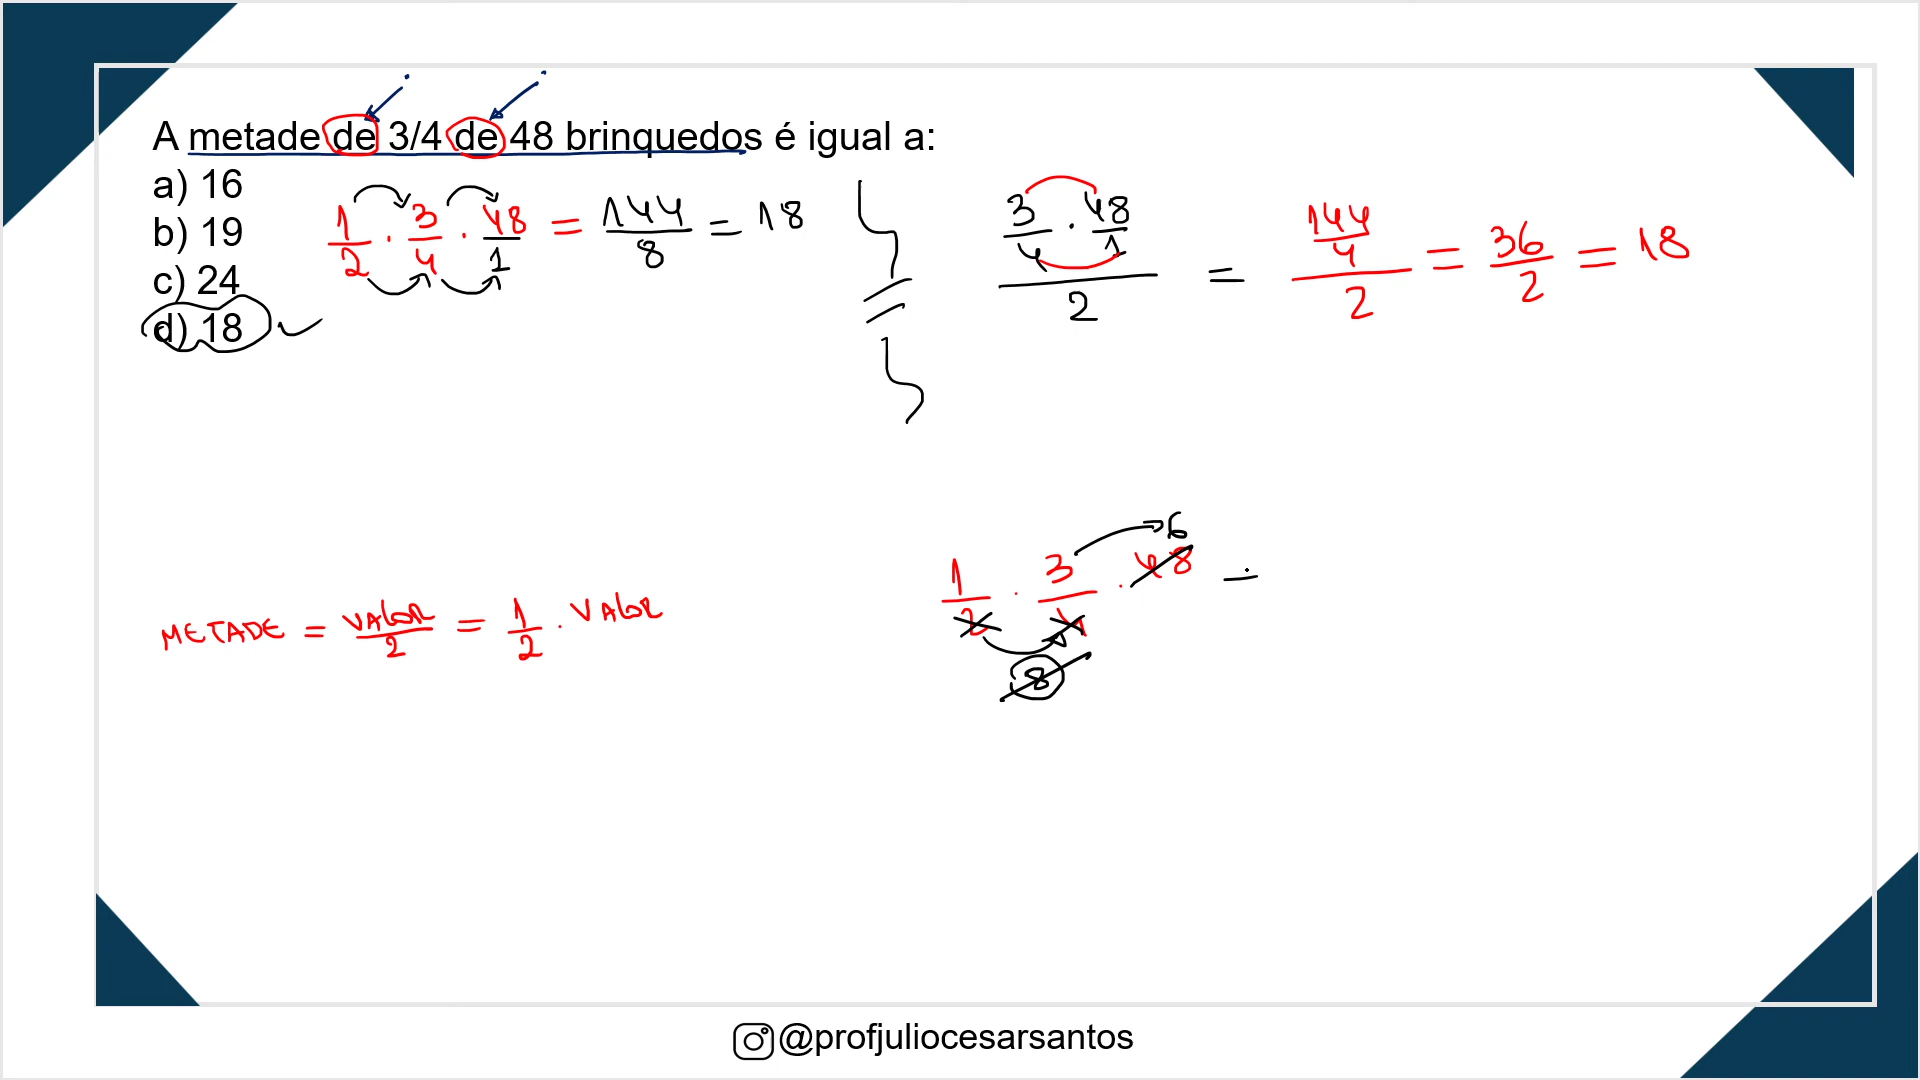 A metade de 3/4 de 48 brinquedos é igual a:
a) 16
b) 19
c) 24
d) 18
1/2 · 3/4 · 48/1 = 144/8 = 18
3/4 · 48/1 / 2 = 144/4 / 2 = 36/2 = 18
METADE = VALOR/2 = 1/2 · VALOR
6
1/2 · 3/4 · 48 =
8
@profjuliocesarsantos